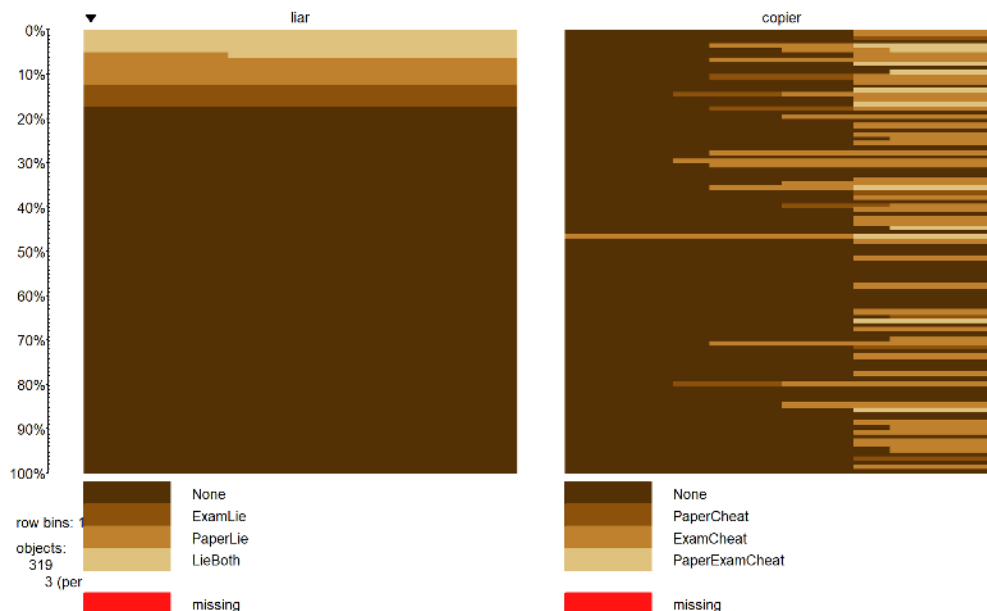 liar
copier
0%
10%
20%
30%
40%
50%
60%
70%
80%
90%
100%
row bins: 1
objects:
319
3 (per
None
ExamLie
PaperLie
LieBoth
missing
None
PaperCheat
ExamCheat
PaperExamCheat
missing